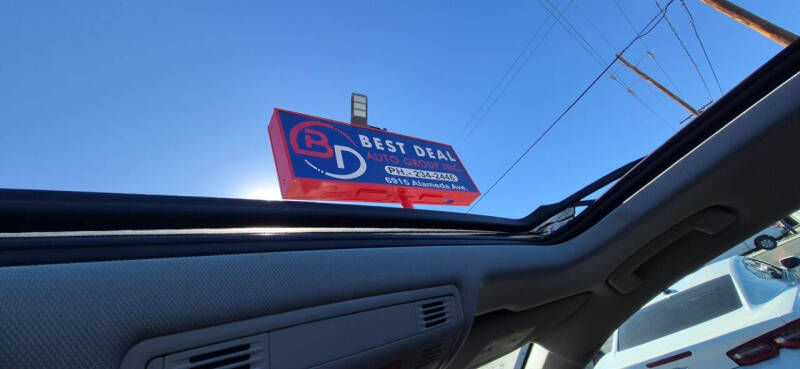 BD
BEST DEAL
AUTO GROUP INC
PH.- 234-2446
6915 Alameda Ave.